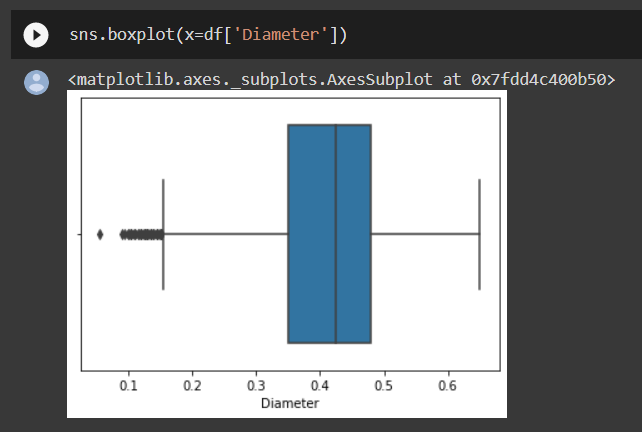 sns.boxplot(x=df['Diameter'])
<matplotlib.axes._subplots.AxesSubplot at 0x7fdd4c400b50>
0.1 0.2 0.3 0.4 0.5 0.6
Diameter